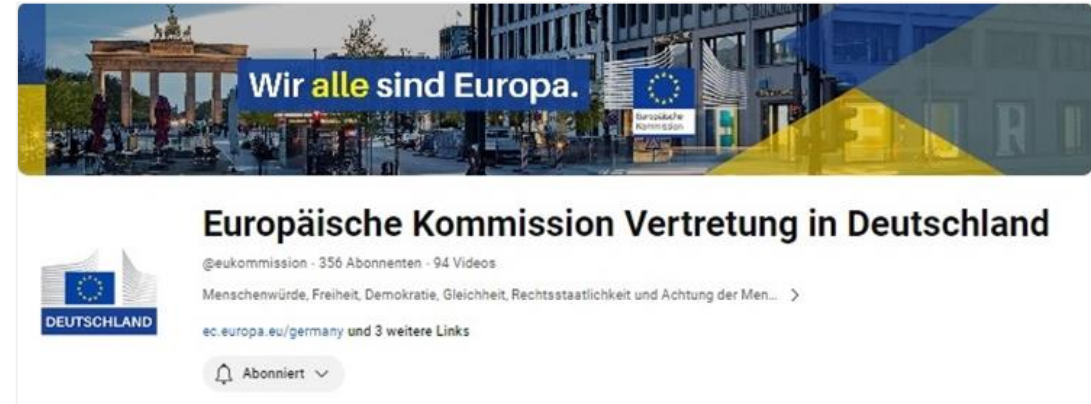 Wir alle sind Europa.
Europäische
Kommission
EUR
Europäische Kommission Vertretung in Deutschland
@eukommission - 356 Abonnenten - 94 Videos
Menschenwürde, Freiheit, Demokratie, Gleichheit, Rechtsstaatlichkeit und Achtung der Men...
DEUTSCHLAND
ec.europa.eu/germany und 3 weitere Links
Abonniert